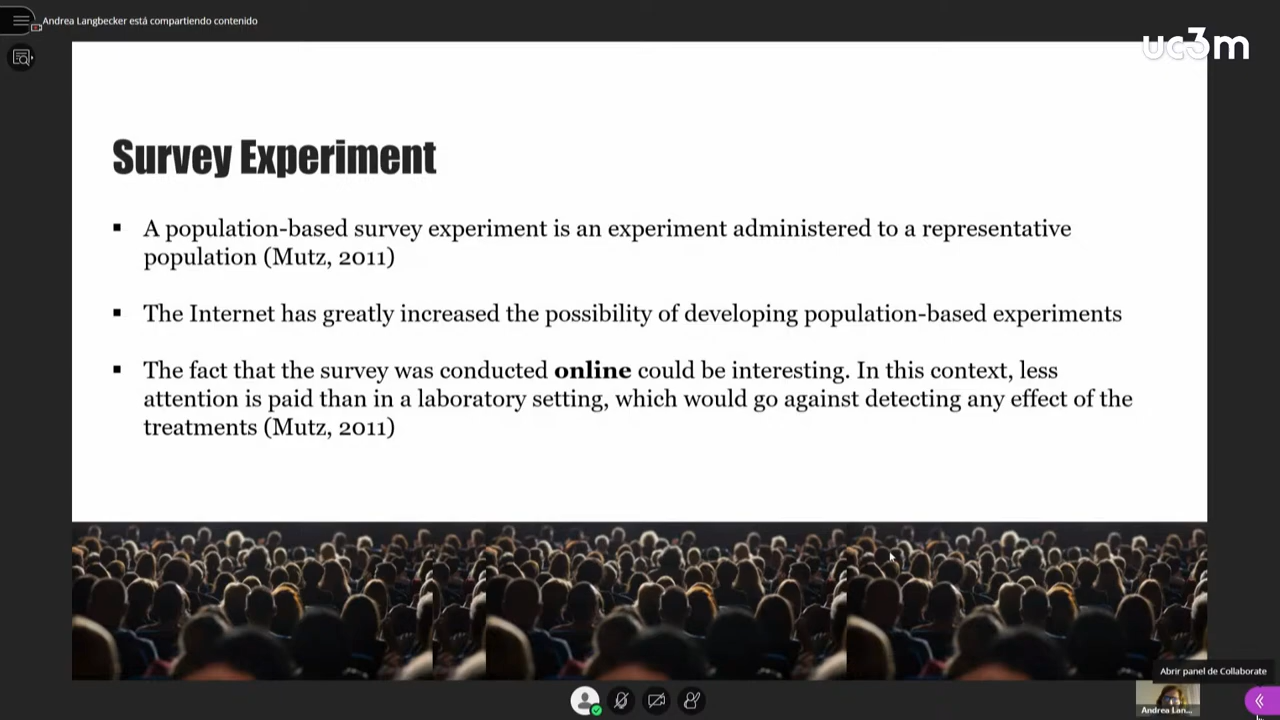 Andrea Langbecker está compartiendo contenido
uc3m
Survey Experiment
▪ A population-based survey experiment is an experiment administered to a representative
population (Mutz, 2011)
▪ The Internet has greatly increased the possibility of developing population-based experiments
▪ The fact that the survey was conducted online could be interesting. In this context, less
attention is paid than in a laboratory setting, which would go against detecting any effect of the
treatments (Mutz, 2011)
Abrir panel de Collaborate
Andrea Lan...